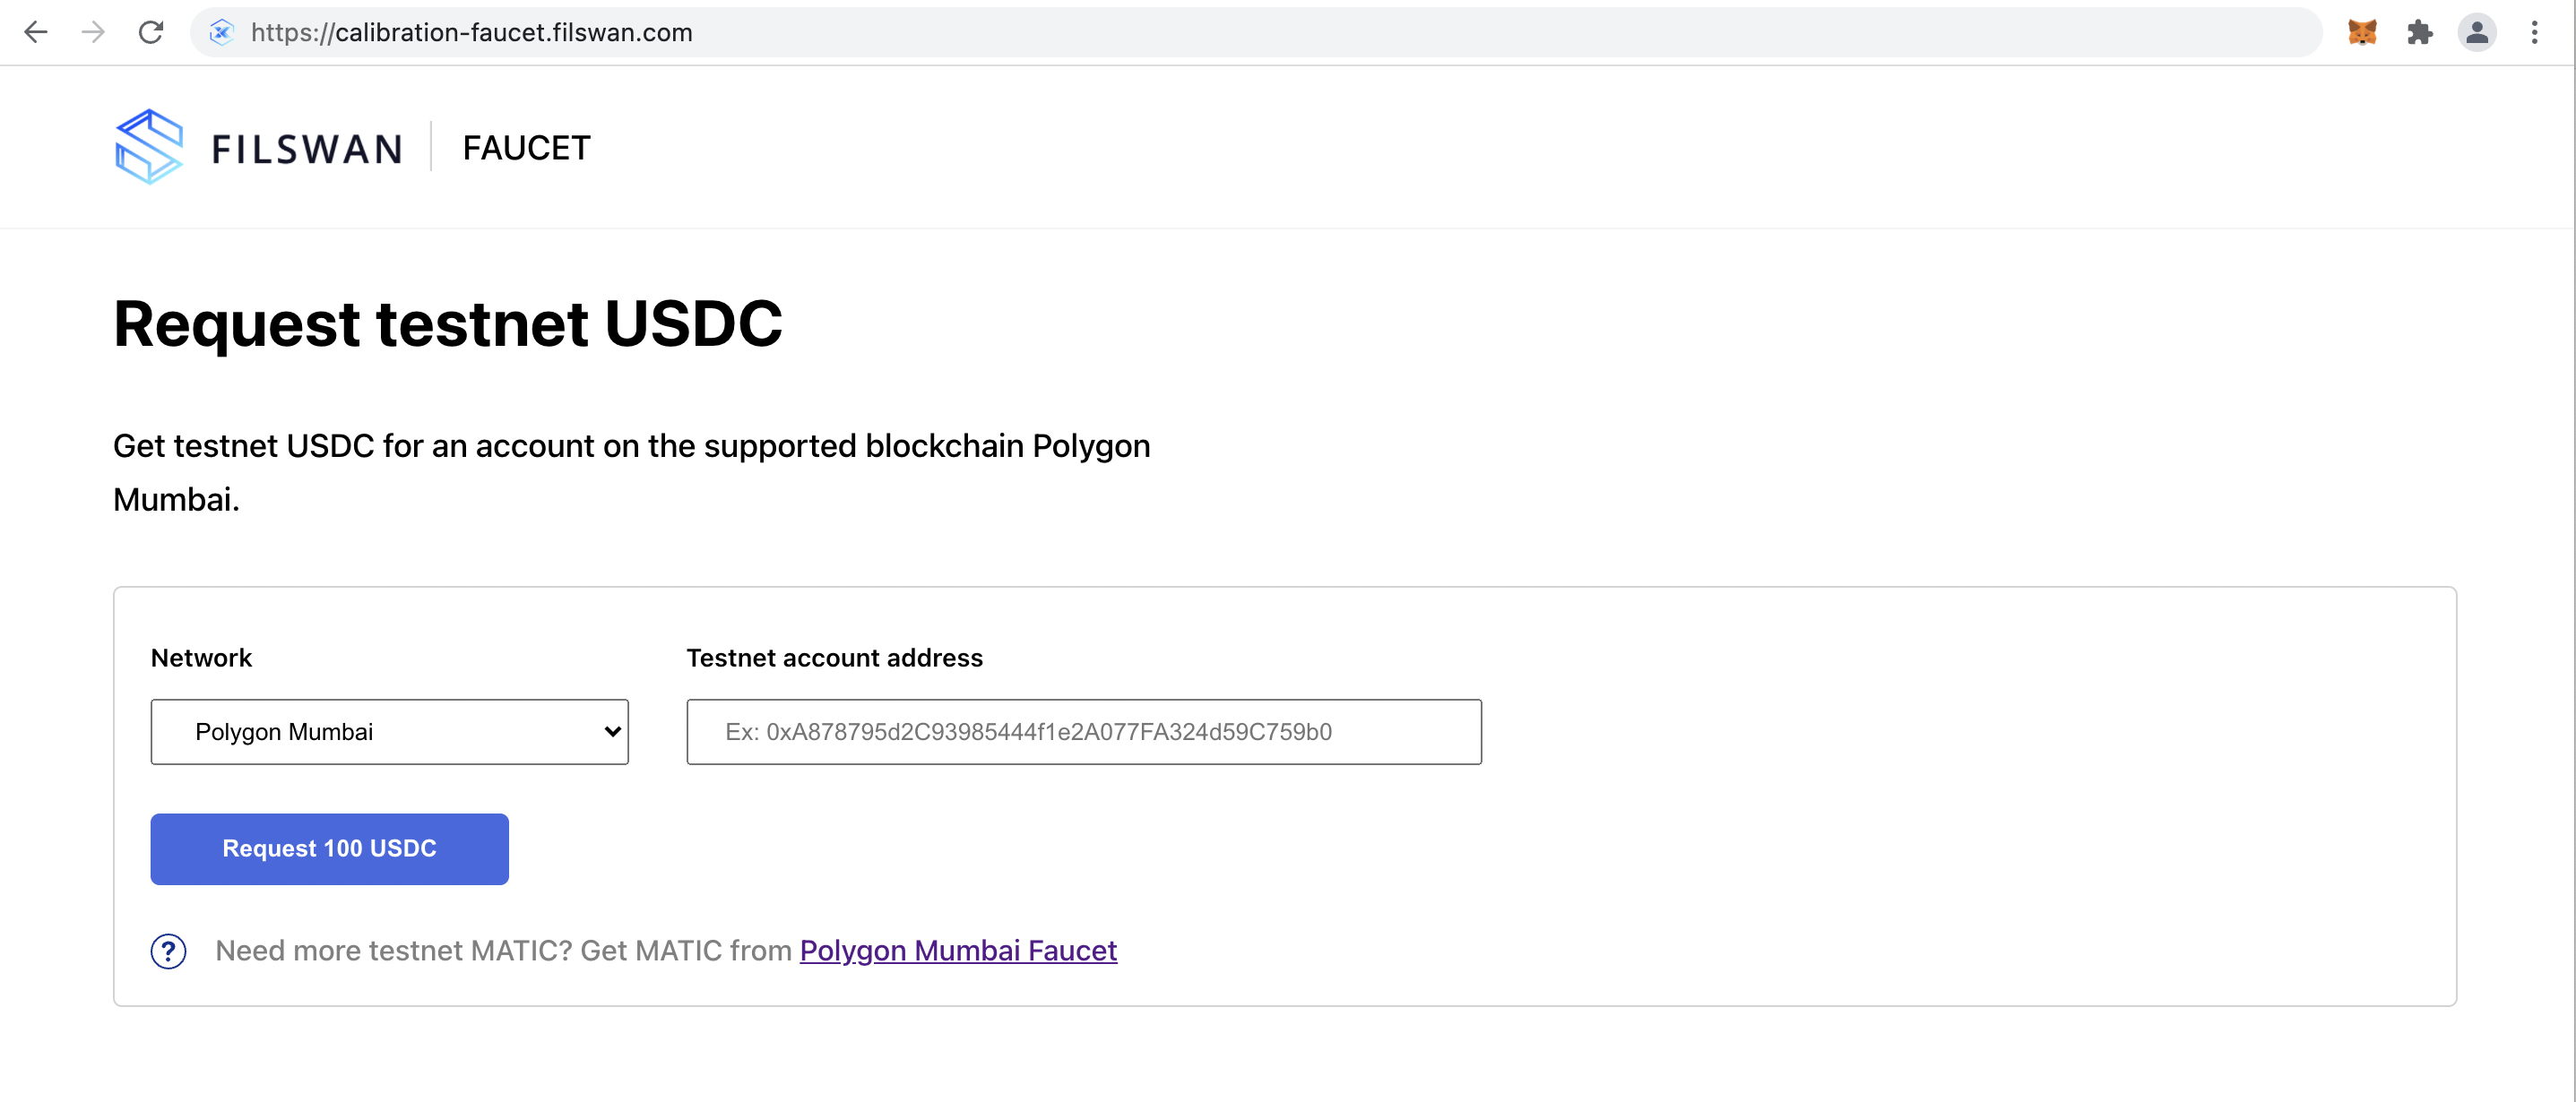 https://calibration-faucet.filswan.com
FILSWAN FAUCET
Request testnet USDC
Get testnet USDC for an account on the supported blockchain Polygon
Mumbai.
Network Testnet account address
Polygon Mumbai Ex: 0xA878795d2C93985444f1e2A077FA324d59C759b0
Request 100 USDC
? Need more testnet MATIC? Get MATIC from Polygon Mumbai Faucet